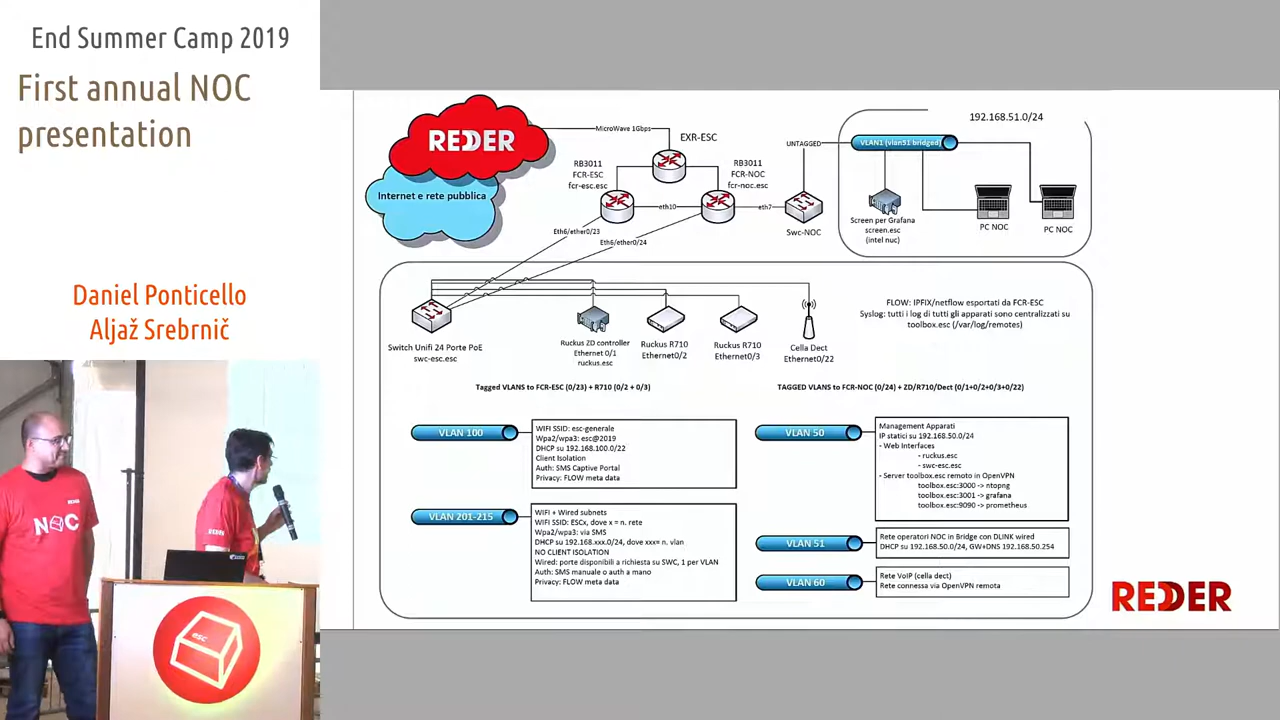 End Summer Camp 2019
First annual NOC
presentation
Daniel Ponticello
Aljaž Srebrnič
REDDER
NOC
esc
REDDER
Internet e rete pubblica
MicroWave 1Gbps
EXR-ESC
RB3011
FCR-ESC
fcr-esc.esc
RB3011
FCR-NOC
fcr-noc.esc
eth10
eth7
Eth6/ether0/23
Eth6/ether0/24
UNTAGGED
Swc-NOC
192.168.51.0/24
VLAN1 (vlan51 bridged)
Screen per Grafana
screen.esc
(intel nuc)
PC NOC
PC NOC
Switch Unifi 24 Porte PoE
swc-esc.esc
Ruckus ZD controller
Ethernet 0/1
ruckus.esc
Ruckus R710
Ethernet0/2
Ruckus R710
Ethernet0/3
Cella Dect
Ethernet0/22
FLOW: IPFIX/netflow esportati da FCR-ESC
Syslog: tutti i log di tutti gli apparati sono centralizzati su
toolbox.esc (/var/log/remotes)
Tagged VLANS to FCR-ESC (0/23) + R710 (0/2 + 0/3)
TAGGED VLANS to FCR-NOC (0/24) + ZD/R710/Dect (0/1+0/2+0/3+0/22)
VLAN 100
WIFI SSID: esc-generale
Wpa2/wpa3: esc@2019
DHCP su 192.168.100.0/22
Client Isolation
Auth: SMS Captive Portal
Privacy: FLOW meta data
VLAN 201-215
WIFI + Wired subnets
WIFI SSID: ESCx, dove x = n. rete
Wpa2/wpa3: via SMS
DHCP su 192.168.xxx.0/24, dove xxx= n. vlan
NO CLIENT ISOLATION
Wired: porte disponibili a richiesta su SWC, 1 per VLAN
Auth: SMS manuale o auth a mano
Privacy: FLOW meta data
VLAN 50
Management Apparati
IP statici su 192.168.50.0/24
- Web Interfaces
- ruckus.esc
- swc-esc.esc
- Server toolbox.esc remoto in OpenVPN
toolbox.esc:3000 -> ntopng
toolbox.esc:3001 -> grafana
toolbox.esc:9090 -> prometheus
VLAN 51
Rete operatori NOC in Bridge con DLINK wired
DHCP su 192.168.50.0/24, GW+DNS 192.168.50.254
VLAN 60
Rete VoIP (cella dect)
Rete connessa via OpenVPN remota
REDDER